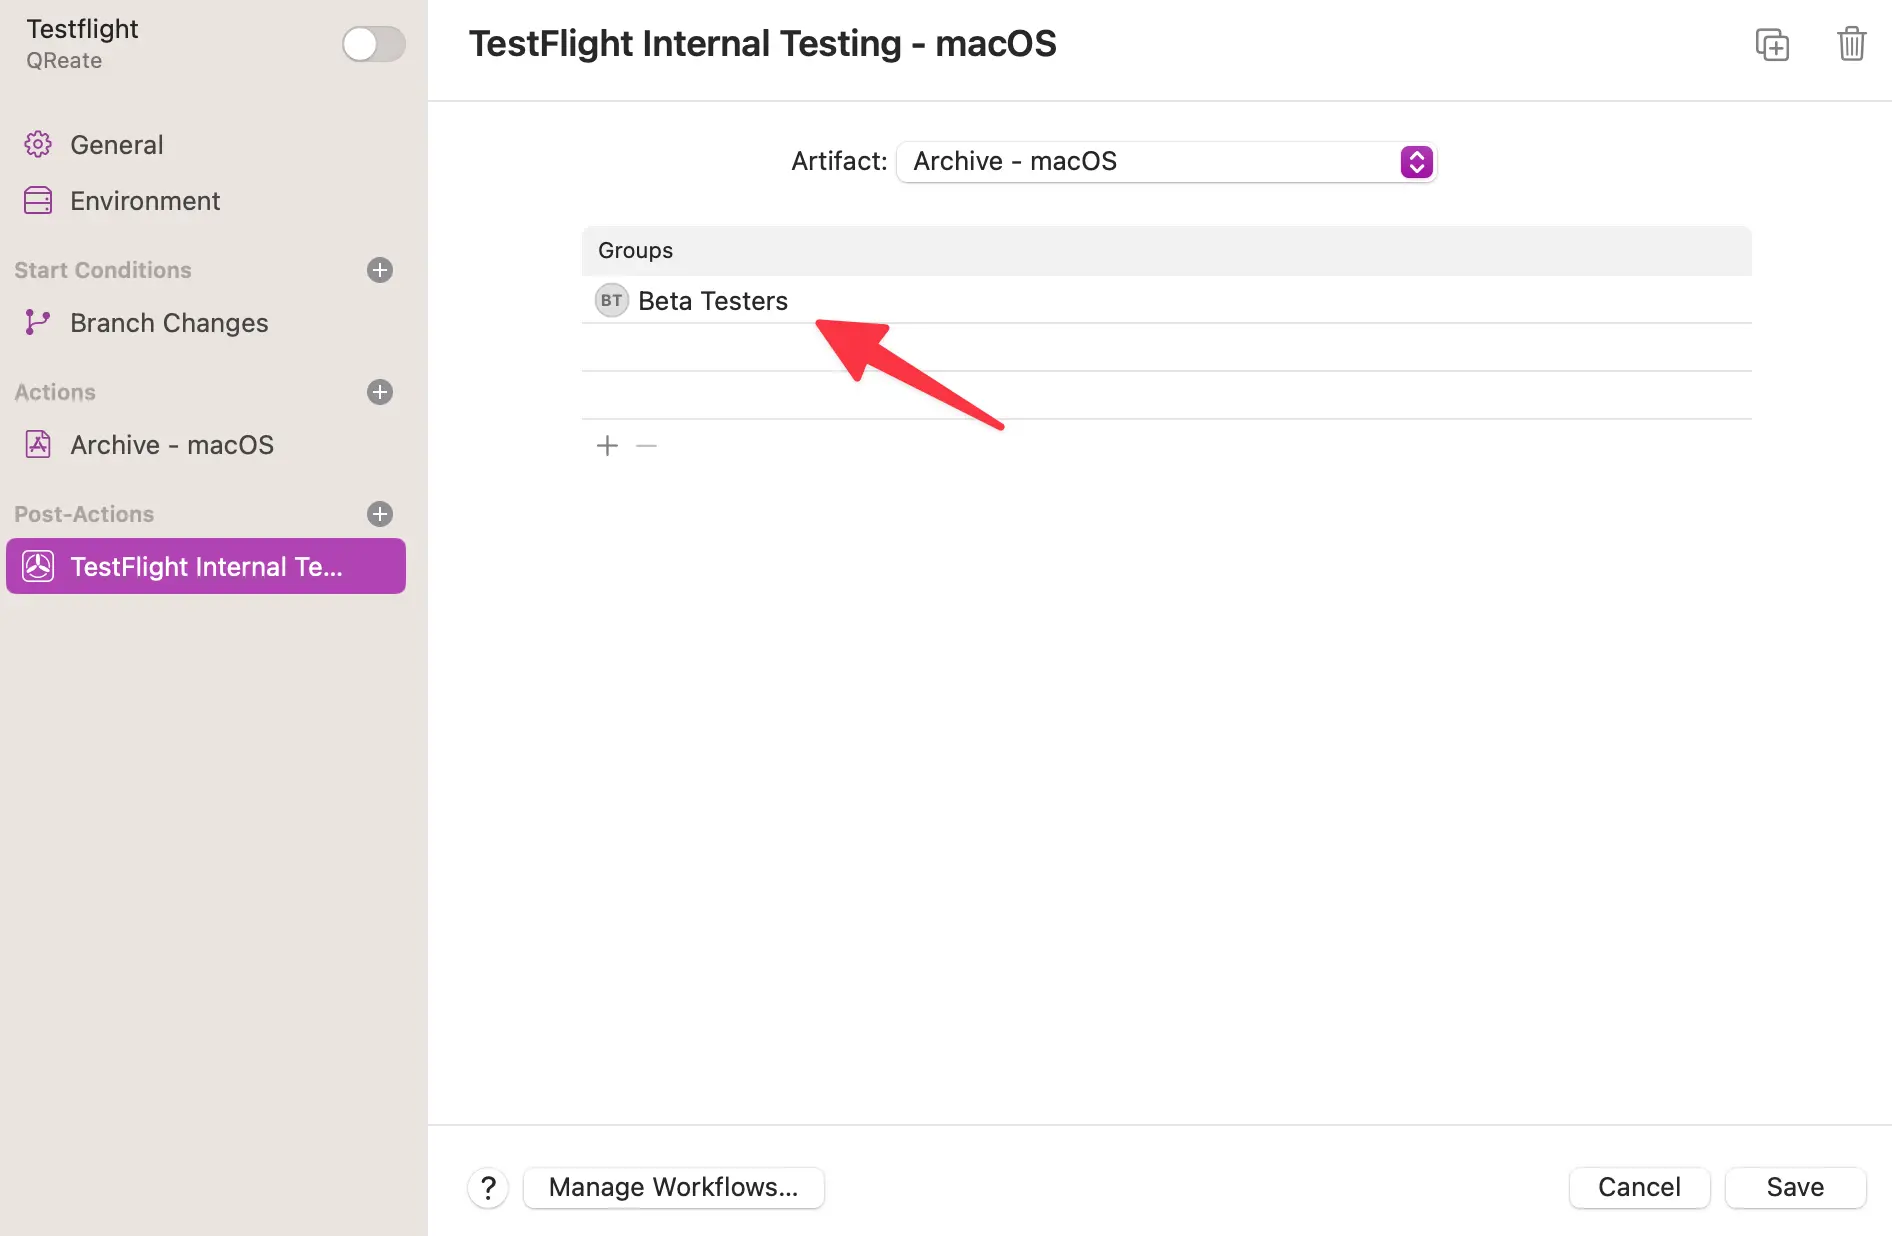 Testflight
QReate
General
Environment
Start Conditions
Branch Changes
Actions
Archive - macOS
Post-Actions
TestFlight Internal Te...
TestFlight Internal Testing - macOS
Artifact: Archive - macOS
Groups
BT Beta Testers
? Manage Workflows...
Cancel Save